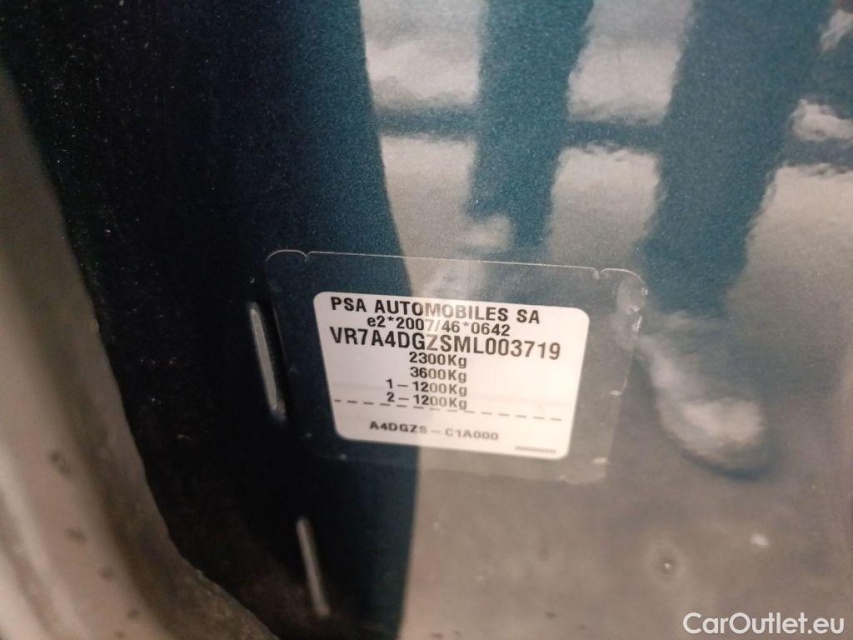 PSA AUTOMOBILES SA
e2*2007/46*0642
VR7A4DGZSML003719
2300Kg
3600Kg
1-1200Kg
2-1200Kg
A4DGZS-C1A000
CarOutlet.eu